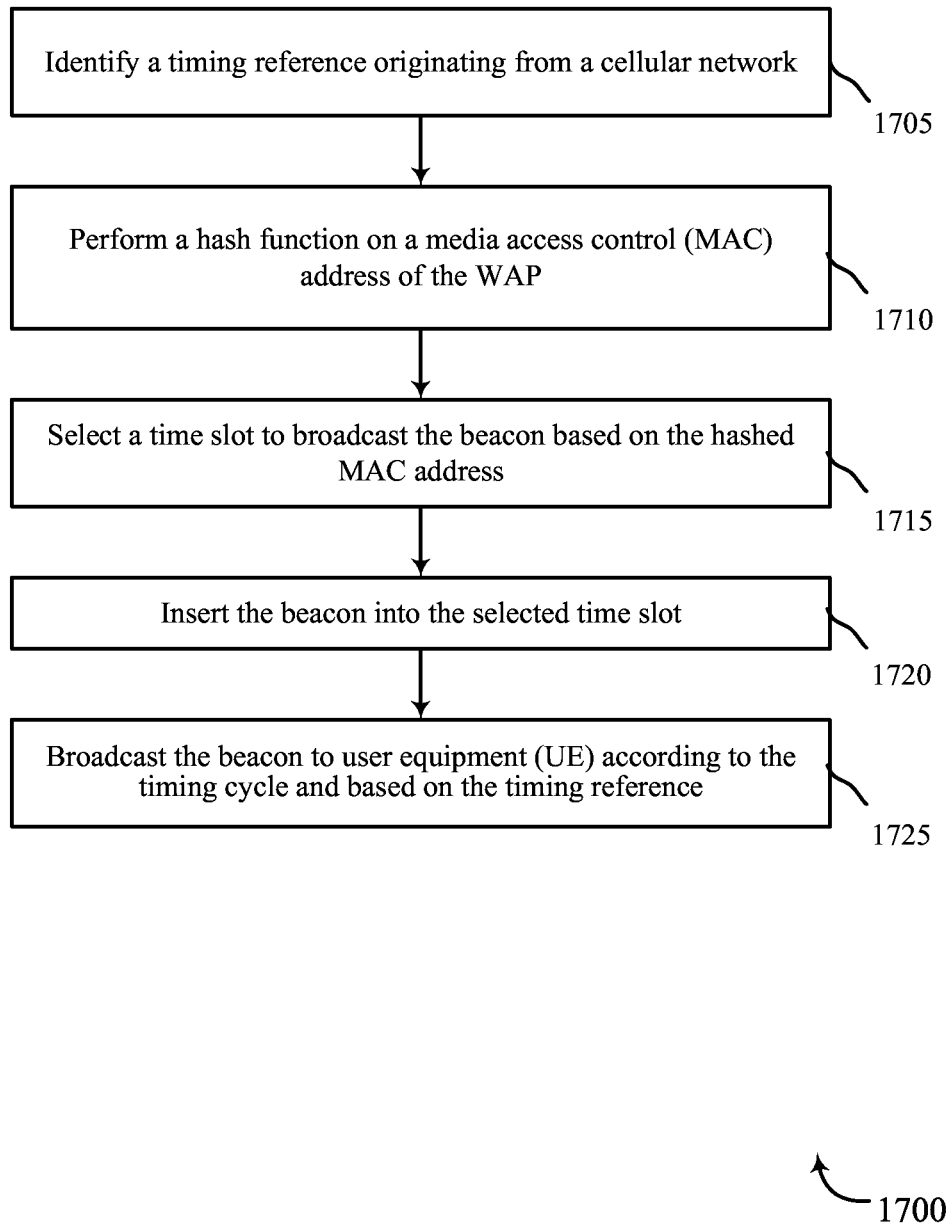 Identify a timing reference originating from a cellular network
1705
Perform a hash function on a media access control (MAC)
address of the WAP
1710
Select a time slot to broadcast the beacon based on the hashed
MAC address
1715
Insert the beacon into the selected time slot
1720
Broadcast the beacon to user equipment (UE) according to the
timing cycle and based on the timing reference
1725
1700